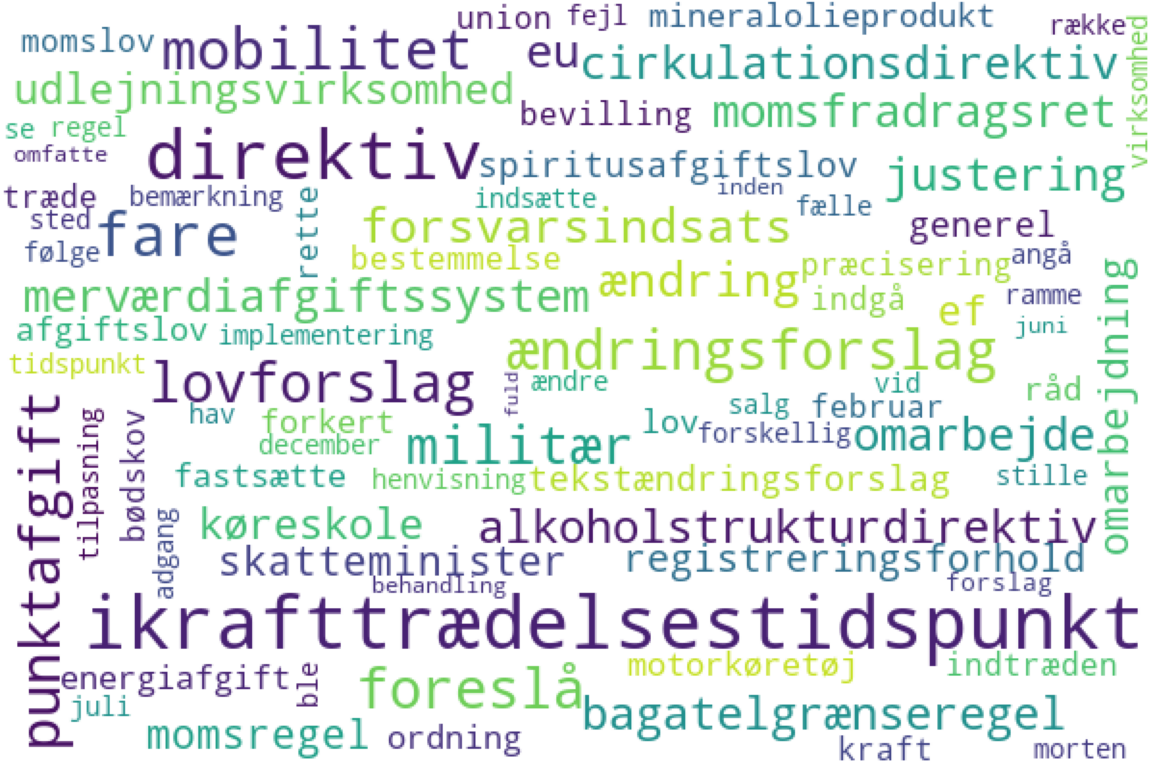 union fejl mineralolieprodukt række
momslov mobilitet eu cirkulationsdirektiv
virksomhed
udlejningsvirksomhed bevilling momsfradragsret
se regel
omfatte direktiv spiritusafgiftslov justering
træde bemærkning rette indsætte inden fælle
sted følge fare forsvarsindsats generel
bestemmelse ændring præcisering angå
merværdiafgiftssystem indgå ef ramme
afgiftslov implementering juni
tidspunkt lovforslag ændringsforslag omarbejdning
fuld ændre vid råd
punktafgift tilpasning bødskov hav forkert salg februar
december militær lov forskellig omarbejde
fastsætte henvisning tekstændringsforslag stille
adgang køreskole alkoholstrukturdirektiv
skatteminister registreringsforhold
behandling forslag
ikrafttrædelsestidspunkt
energiafgift ble foreslå motorkøretøj indtræden
juli bagatelgrænseregel
momsregel ordning kraft morten